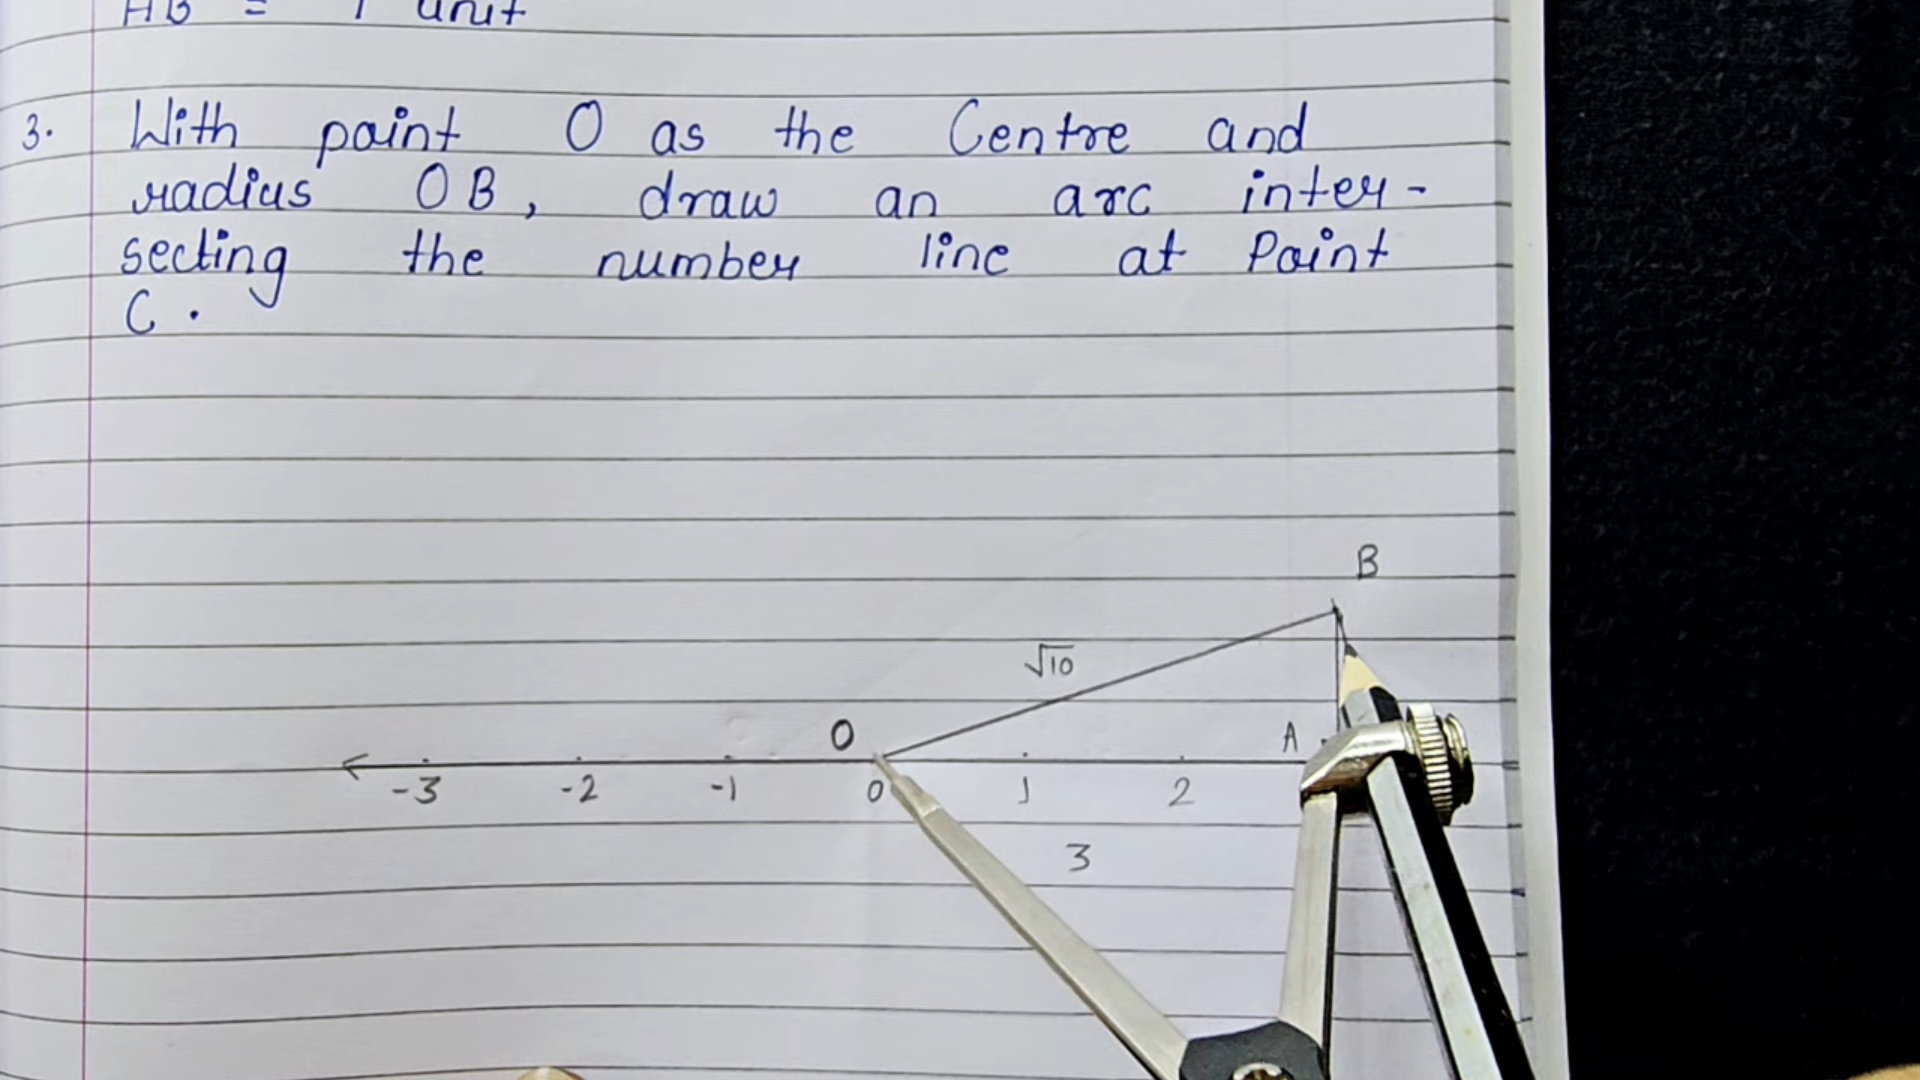 AB = 1 unit
3. With point O as the Centre and
radius OB, draw an arc inter-
secting the number line at Point
C.
B
√10
O A
-3 -2 -1 0 1 2
3